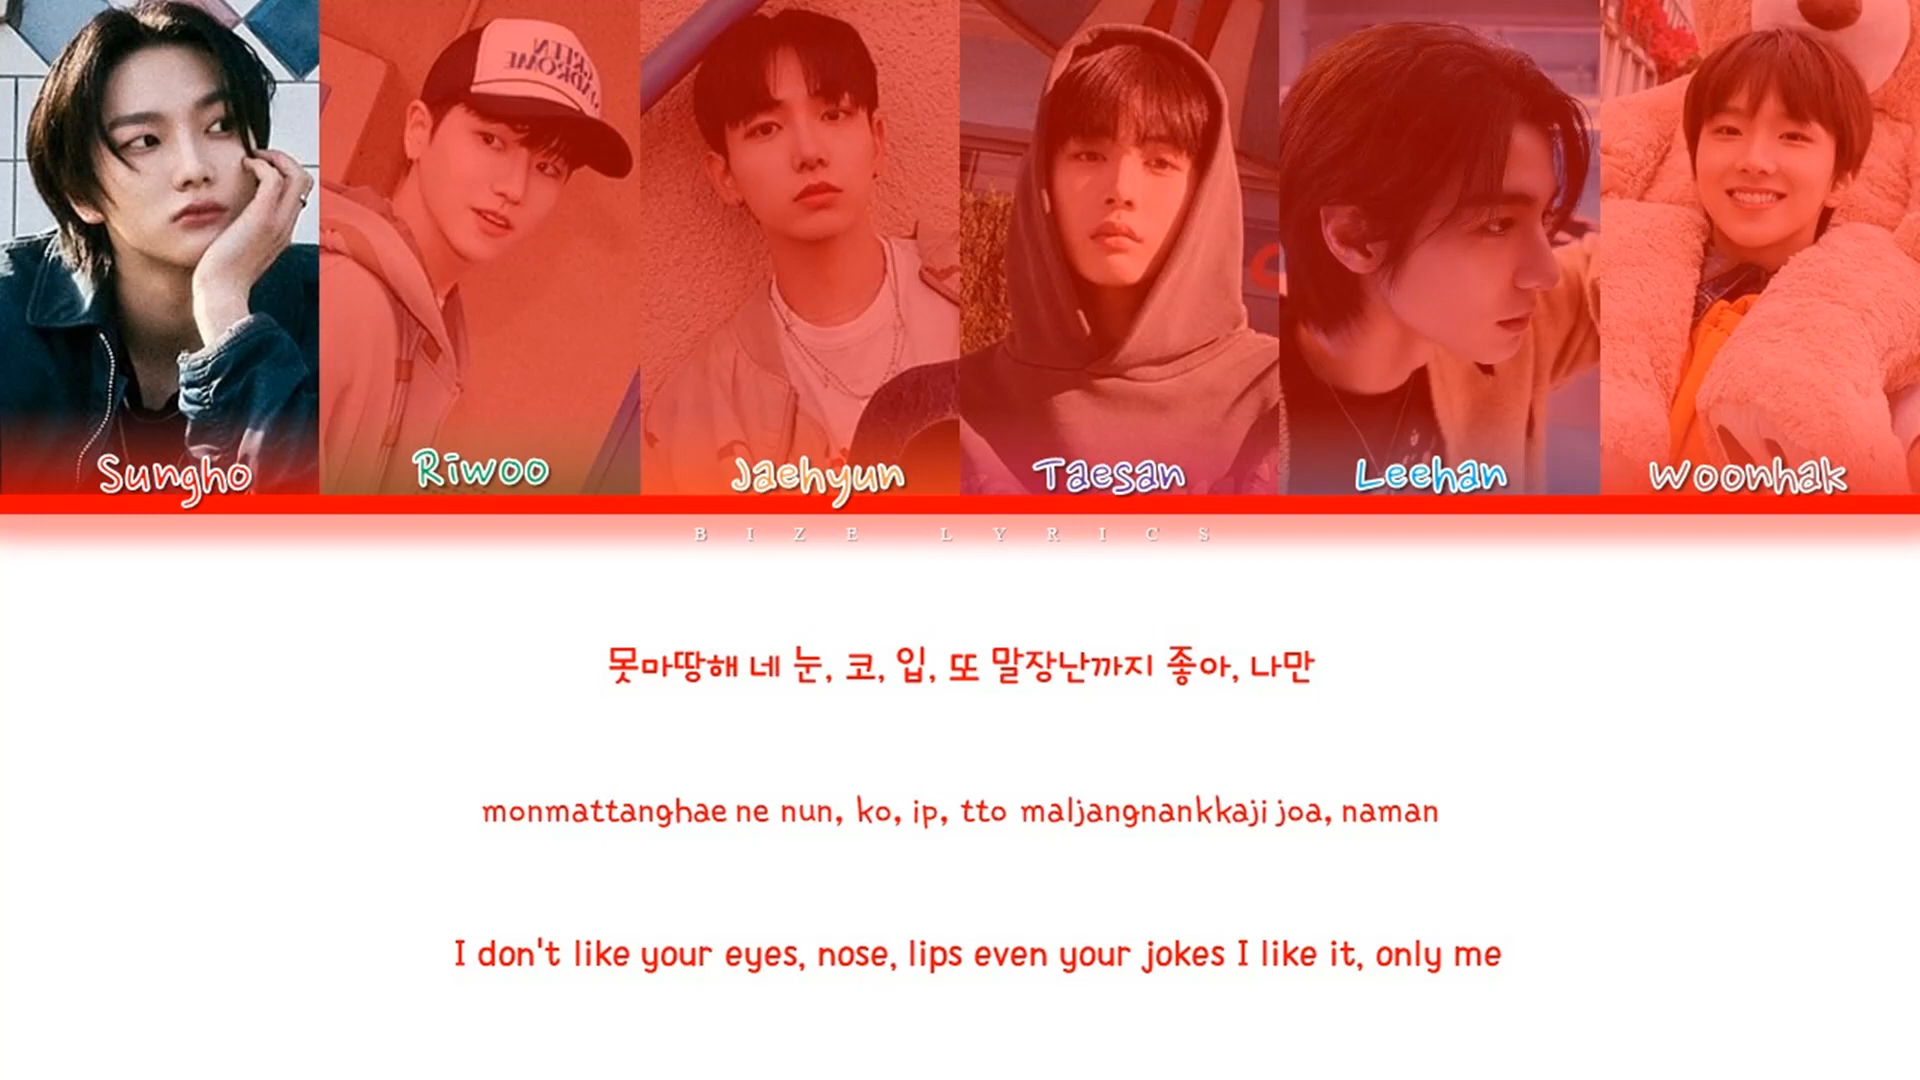 Sungho Riwoo Jaehyun Taesan Leehan Woonhak
BIZE LYRICS
못마땅해 네 눈, 코, 입, 또 말장난까지 좋아, 나만
monmattanghae ne nun, ko, ip, tto maljangnankkaji joa, naman
I don't like your eyes, nose, lips even your jokes I like it, only me